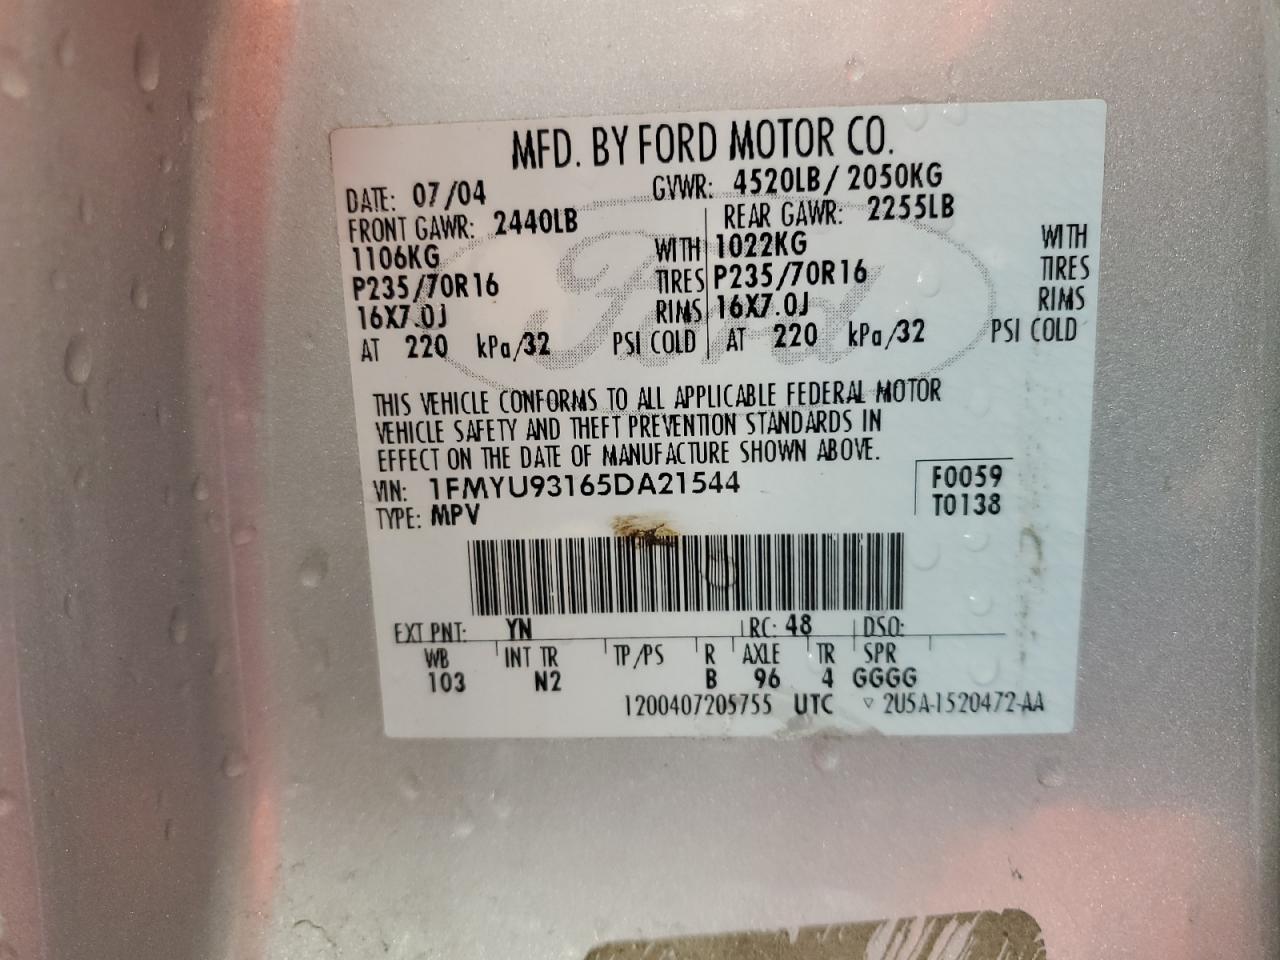 MFD. BY FORD MOTOR CO.
DATE: 07/04 GVWR: 4520LB/ 2050KG
FRONT GAWR: 2440LB REAR GAWR: 2255LB
1106KG WITH 1022KG WITH
P235/70R16 TIRES P235/70R16 TIRES
16X7.0J RIMS 16X7.0J RIMS
AT 220 kPa/32 PSI COLD AT 220 kPa/32 PSI COLD
Ford
THIS VEHICLE CONFORMS TO ALL APPLICABLE FEDERAL MOTOR
VEHICLE SAFETY AND THEFT PREVENTION STANDARDS IN
EFFECT ON THE DATE OF MANUFACTURE SHOWN ABOVE.
VIN: 1FMYU93165DA21544 F0059
TYPE: MPV T0138
EXT PNT: YN RC: 48 DSO:
WB INT TR TP/PS R AXLE TR SPR
103 N2 B 96 4 GGGG
1200407205755 UTC ▽ 2U5A-1520472-AA